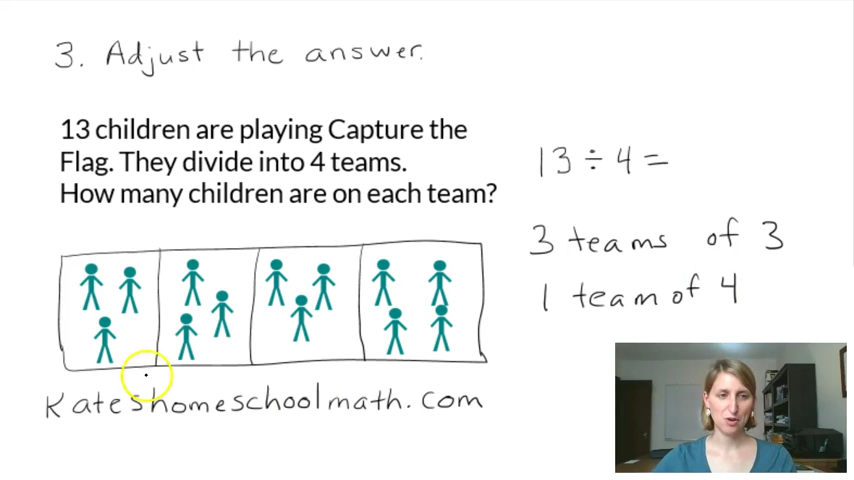 3. Adjust the answer.
13 children are playing Capture the
Flag. They divide into 4 teams.
How many children are on each team?
13 ÷ 4 =
3 teams of 3
1 team of 4
Kateshomeschoolmath.com